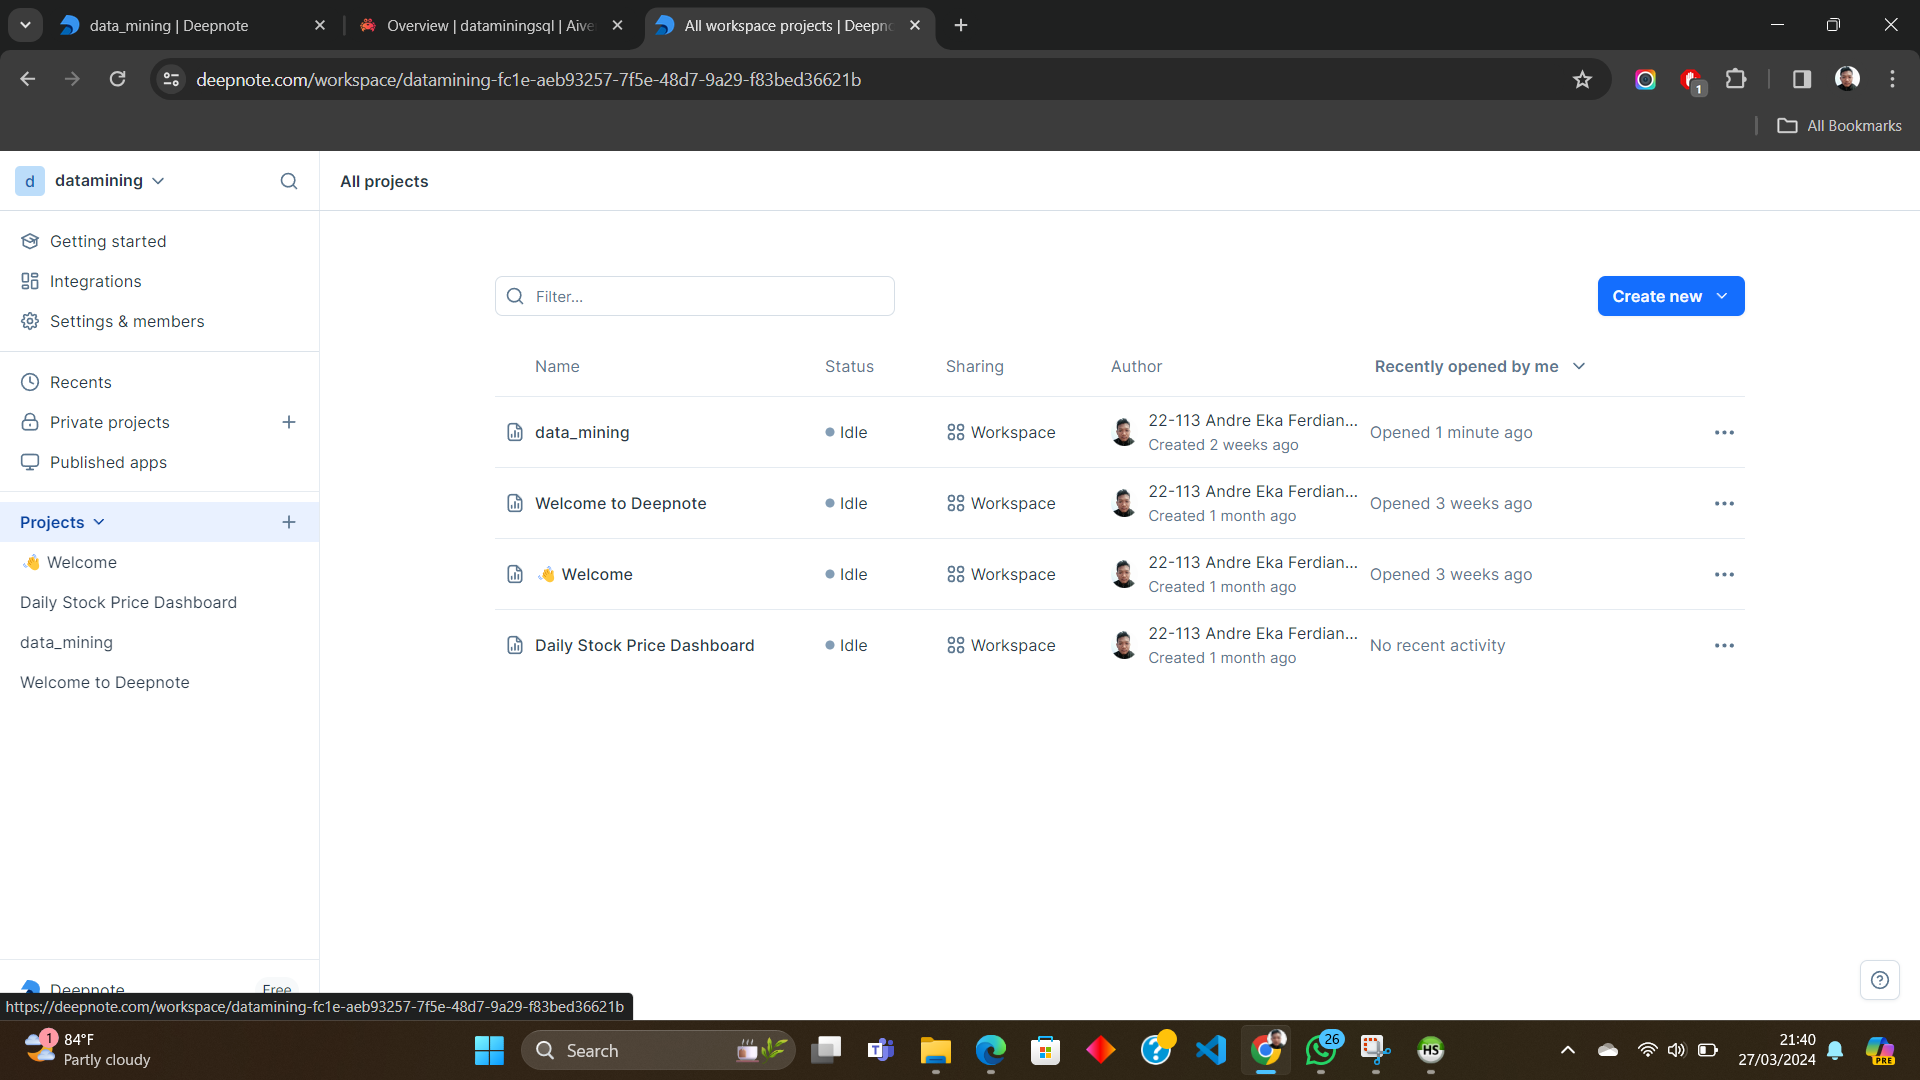 data_mining | Deepnote
Overview | dataminingsql | Aive
All workspace projects | Deepno
deepnote.com/workspace/datamining-fc1e-aeb93257-7f5e-48d7-9a29-f83bed36621b
1
All Bookmarks
d datamining
All projects
Getting started
Integrations
Settings & members
Recents
Private projects
Published apps
Projects
👋 Welcome
Daily Stock Price Dashboard
data_mining
Welcome to Deepnote
Filter...
Create new
Name Status Sharing Author Recently opened by me
data_mining Idle Workspace 22-113 Andre Eka Ferdian... Opened 1 minute ago
Created 2 weeks ago
Welcome to Deepnote Idle Workspace 22-113 Andre Eka Ferdian... Opened 3 weeks ago
Created 1 month ago
👋 Welcome Idle Workspace 22-113 Andre Eka Ferdian... Opened 3 weeks ago
Created 1 month ago
Daily Stock Price Dashboard Idle Workspace 22-113 Andre Eka Ferdian... No recent activity
Created 1 month ago
Deepnote Free
https://deepnote.com/workspace/datamining-fc1e-aeb93257-7f5e-48d7-9a29-f83bed36621b
1
84°F
Partly cloudy
Search
26
HS
21:40
27/03/2024
PRE